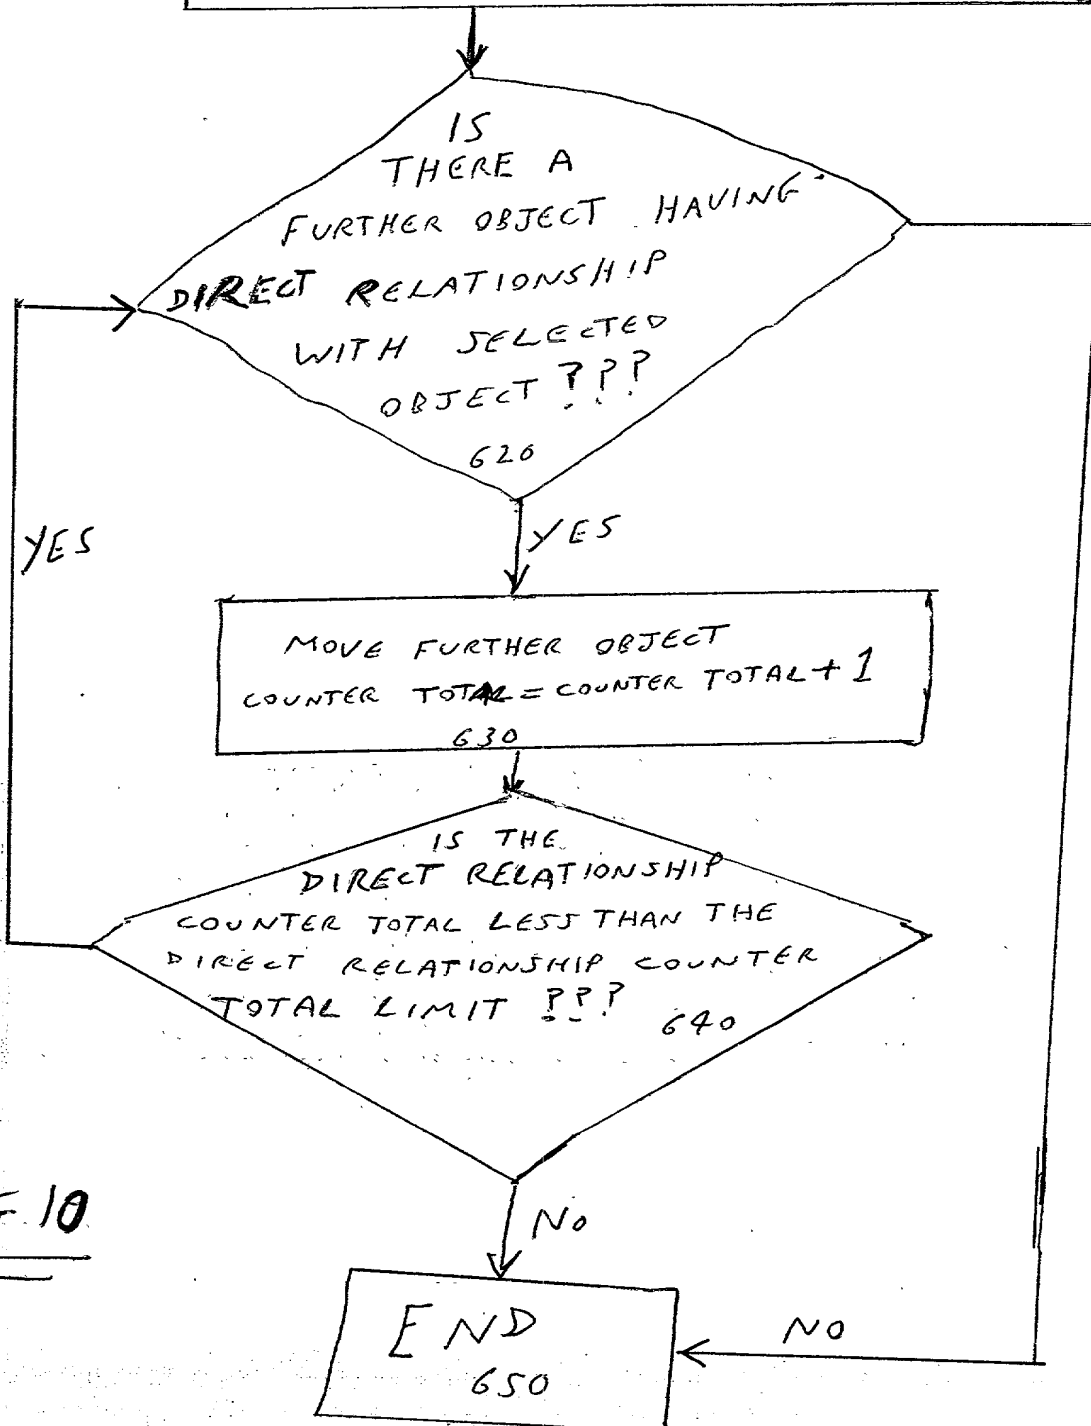 IS
THERE A
FURTHER OBJECT HAVING
DIRECT RELATIONSHIP
WITH SELECTED
OBJECT ???
620
YES
YES
MOVE FURTHER OBJECT
COUNTER TOTAL = COUNTER TOTAL + 1
630
IS THE
DIRECT RELATIONSHIP
COUNTER TOTAL LESS THAN THE
DIRECT RELATIONSHIP COUNTER
TOTAL LIMIT ???
640
10
NO
END
650
NO